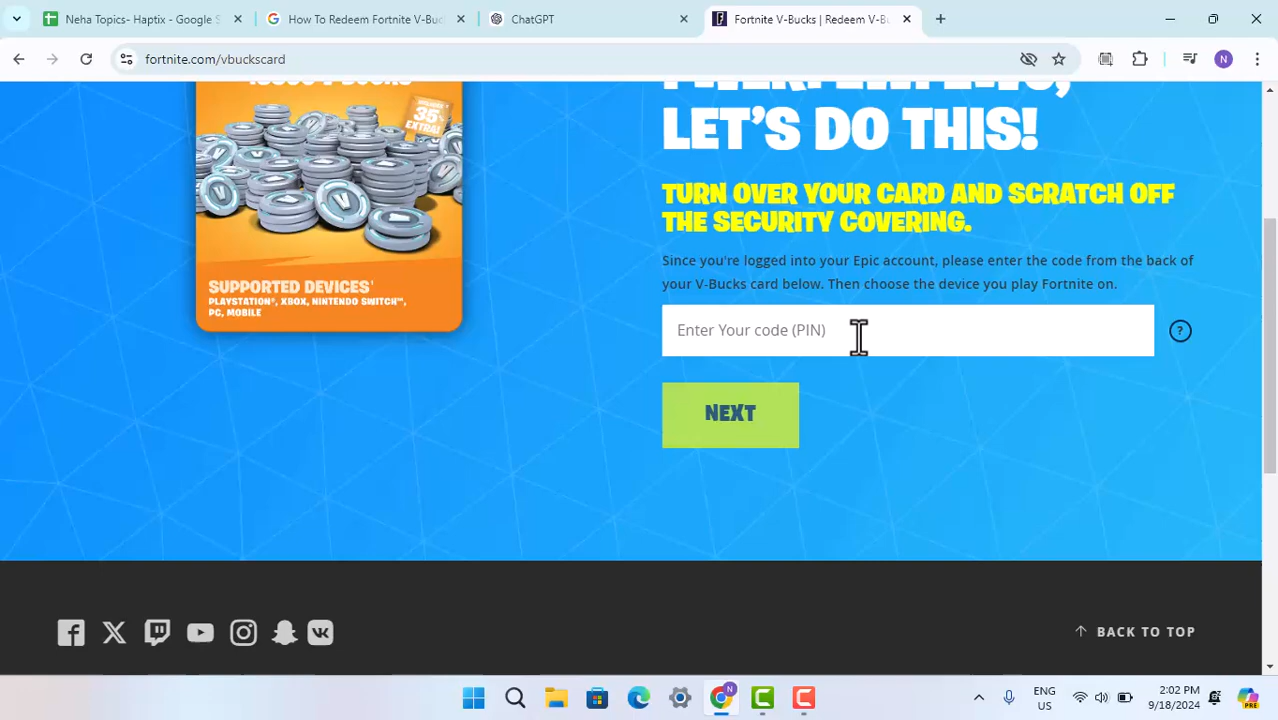 Neha Topics- Haptix - Google S
How To Redeem Fortnite V-Buc
ChatGPT
Fortnite V-Bucks | Redeem V-B
fortnite.com/vbuckscard
N
INCLUDES
35%
EXTRA!
LET'S DO THIS!
TURN OVER YOUR CARD AND SCRATCH OFF
THE SECURITY COVERING.
Since you're logged into your Epic account, please enter the code from the back of
your V-Bucks card below. Then choose the device you play Fortnite on.
SUPPORTED DEVICES¹
PLAYSTATION®, XBOX, NINTENDO SWITCH™,
PC, MOBILE
Enter Your code (PIN)
?
NEXT
BACK TO TOP
ENG
US
2:02 PM
9/18/2024
PRE